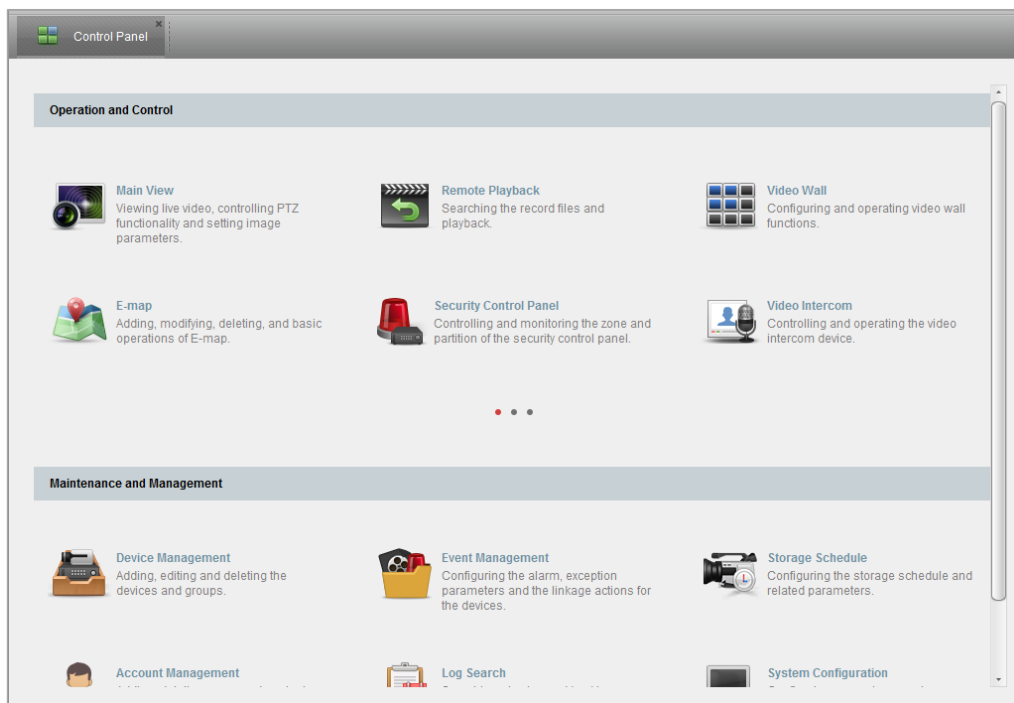 Control Panel
Operation and Control
Main View
Viewing live video, controlling PTZ
functionality and setting image
parameters.
Remote Playback
Searching the record files and
playback.
Video Wall
Configuring and operating video wall
functions.
E-map
Adding, modifying, deleting, and basic
operations of E-map.
Security Control Panel
Controlling and monitoring the zone and
partition of the security control panel.
Video Intercom
Controlling and operating the video
intercom device.
Maintenance and Management
Device Management
Adding, editing and deleting the
devices and groups.
Event Management
Configuring the alarm, exception
parameters and the linkage actions for
the devices.
Storage Schedule
Configuring the storage schedule and
related parameters.
Account Management
Log Search
System Configuration